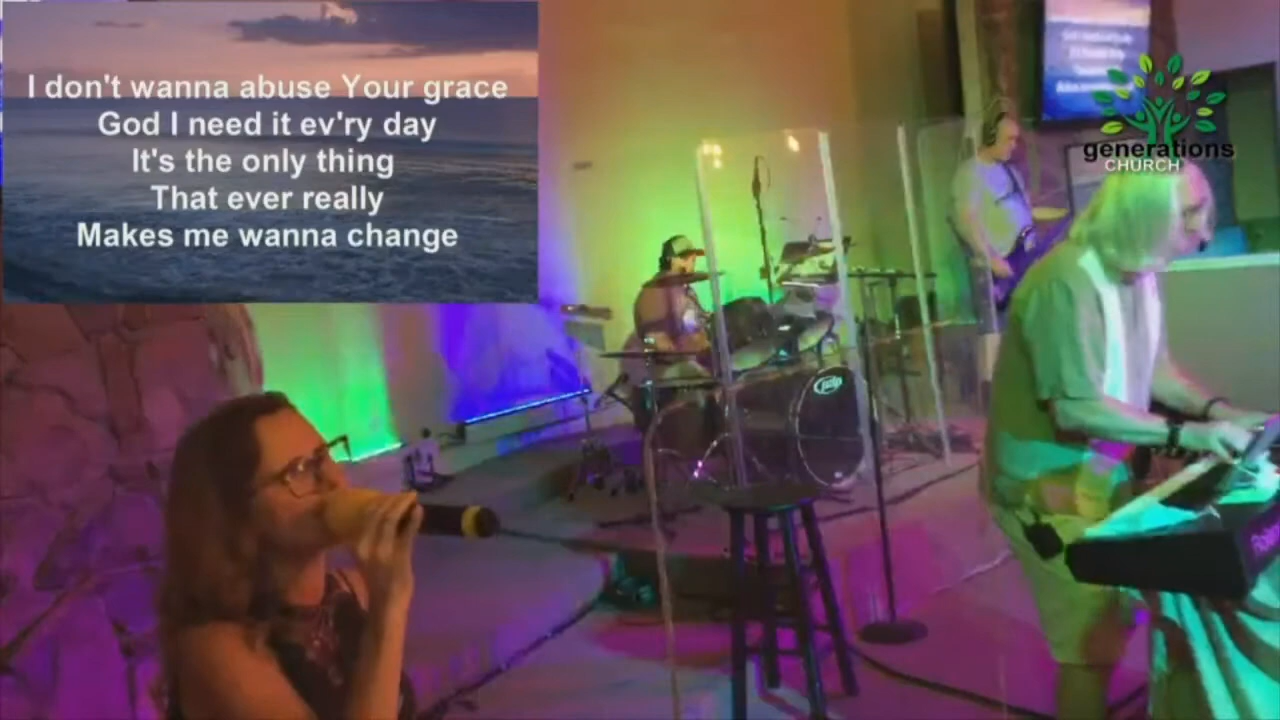 I don't wanna abuse Your grace
God I need it ev'ry day
It's the only thing
That ever really
Makes me wanna change
generations
CHURCH
pdp